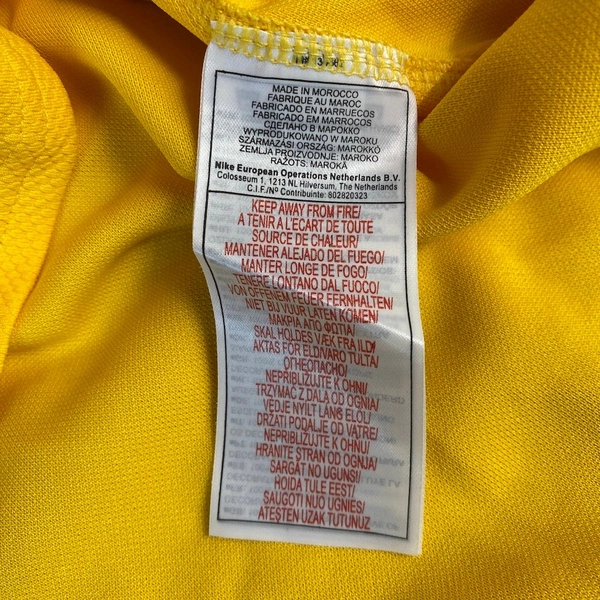 MADE IN MOROCCO
FABRIQUE AU MAROC
FABRICADO EN MARRUECOS
FABRICADO EM MARROCOS
СДЕЛАНО В МАРОККО
WYPRODUKOWANO W MAROKU
SZÁRMAZÁSI ORSZÁG: MAROKKÓ
ZEMLJA PROIZVODNJE: MAROKO
RAŽOTS: MAROKĀ
Nike European Operations Netherlands B.V.
Colosseum 1, 1213 NL Hilversum, The Netherlands
C.I.F./Nº Contribuinte: 802820323
KEEP AWAY FROM FIRE/
A TENIR A L'ECART DE TOUTE
SOURCE DE CHALEUR/
MANTENER ALEJADO DEL FUEGO/
MANTER LONGE DE FOGO/
TENERE LONTANO DAL FUOCO/
VON OFFENEM FEUER FERNHALTEN/
NIET BIJ VUUR LATEN KOMEN/
ΜΑΚΡΙΑ ΑΠΟ ΦΩΤΙΑ/
SKAL HOLDES VÆK FRA ILD/
AKTAS FÖR ELD/VARO TULTA/
ОГНЕОПАСНО/
NEPRIBLIŽUJTE K OHNI/
TRZYMAC Z DALA OD OGNIA/
VEDJE NYILT LÁNG ELOL/
DRŽATI PODALJE OD VATRE/
NEPRIBLIŽUJTE K OHNU/
HRANITE STRAN OD OGNJA/
SARGĀT NO UGUNS/
HOIDA TULE EEST/
SAUGOTI NUO UGNIES/
ATEŞTEN UZAK TUTUNUZ